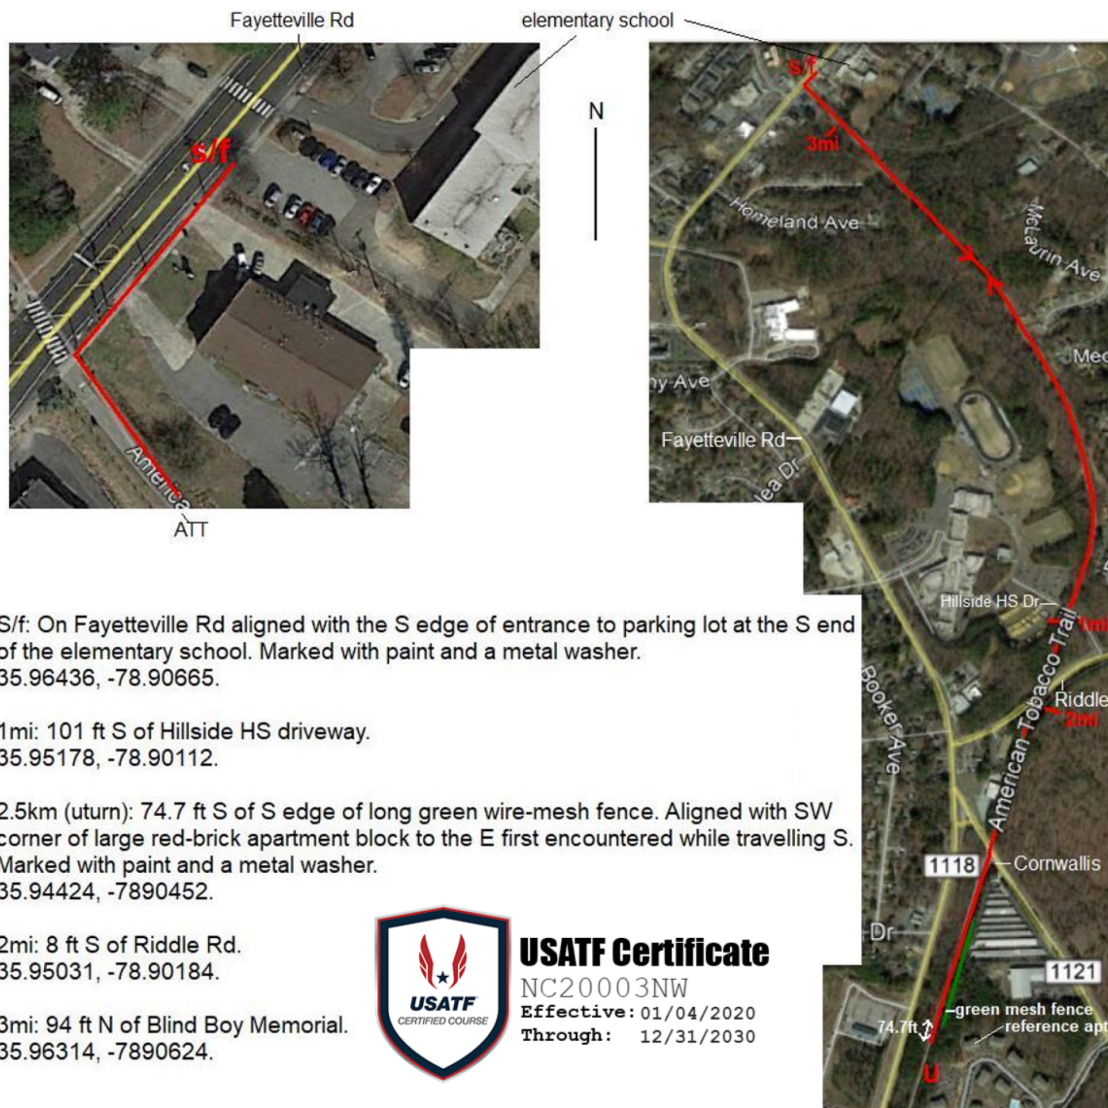 Fayetteville Rd
elementary school
N
s/f
America
ATT
s/f
3mi
Homeland Ave
McLaurin Ave
ny Ave
Mec
Fayetteville Rd
lea Dr
Hillside HS Dr
1mi
American Tobacco Trail
Riddle
2mi
Booker Ave
1118
Cornwallis
Dr
1121
green mesh fence
74.7ft
reference apt
U
S/f: On Fayetteville Rd aligned with the S edge of entrance to parking lot at the S end
of the elementary school. Marked with paint and a metal washer.
35.96436, -78.90665.
1mi: 101 ft S of Hillside HS driveway.
35.95178, -78.90112.
2.5km (uturn): 74.7 ft S of S edge of long green wire-mesh fence. Aligned with SW
corner of large red-brick apartment block to the E first encountered while travelling S.
Marked with paint and a metal washer.
35.94424, -7890452.
2mi: 8 ft S of Riddle Rd.
35.95031, -78.90184.
3mi: 94 ft N of Blind Boy Memorial.
35.96314, -7890624.
USATF
CERTIFIED COURSE
USATF Certificate
NC20003NW
Effective: 01/04/2020
Through: 12/31/2030